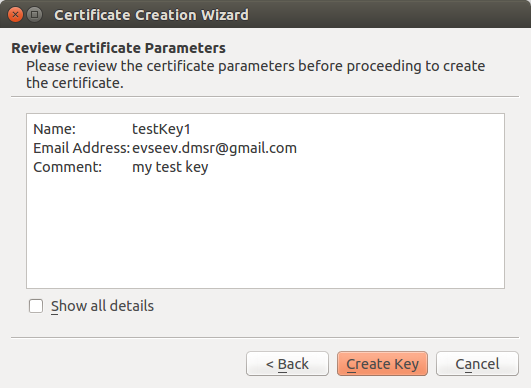 Certificate Creation Wizard
Review Certificate Parameters
Please review the certificate parameters before proceeding to create
the certificate.
Name: testKey1
Email Address: evseev.dmsr@gmail.com
Comment: my test key
Show all details
< Back Create Key Cancel